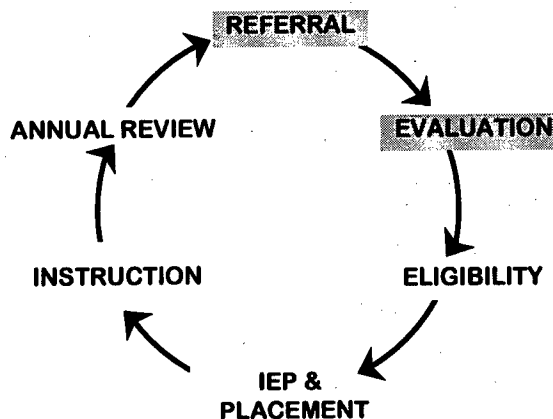 REFERRAL
EVALUATION
ELIGIBILITY
IEP &
PLACEMENT
INSTRUCTION
ANNUAL REVIEW